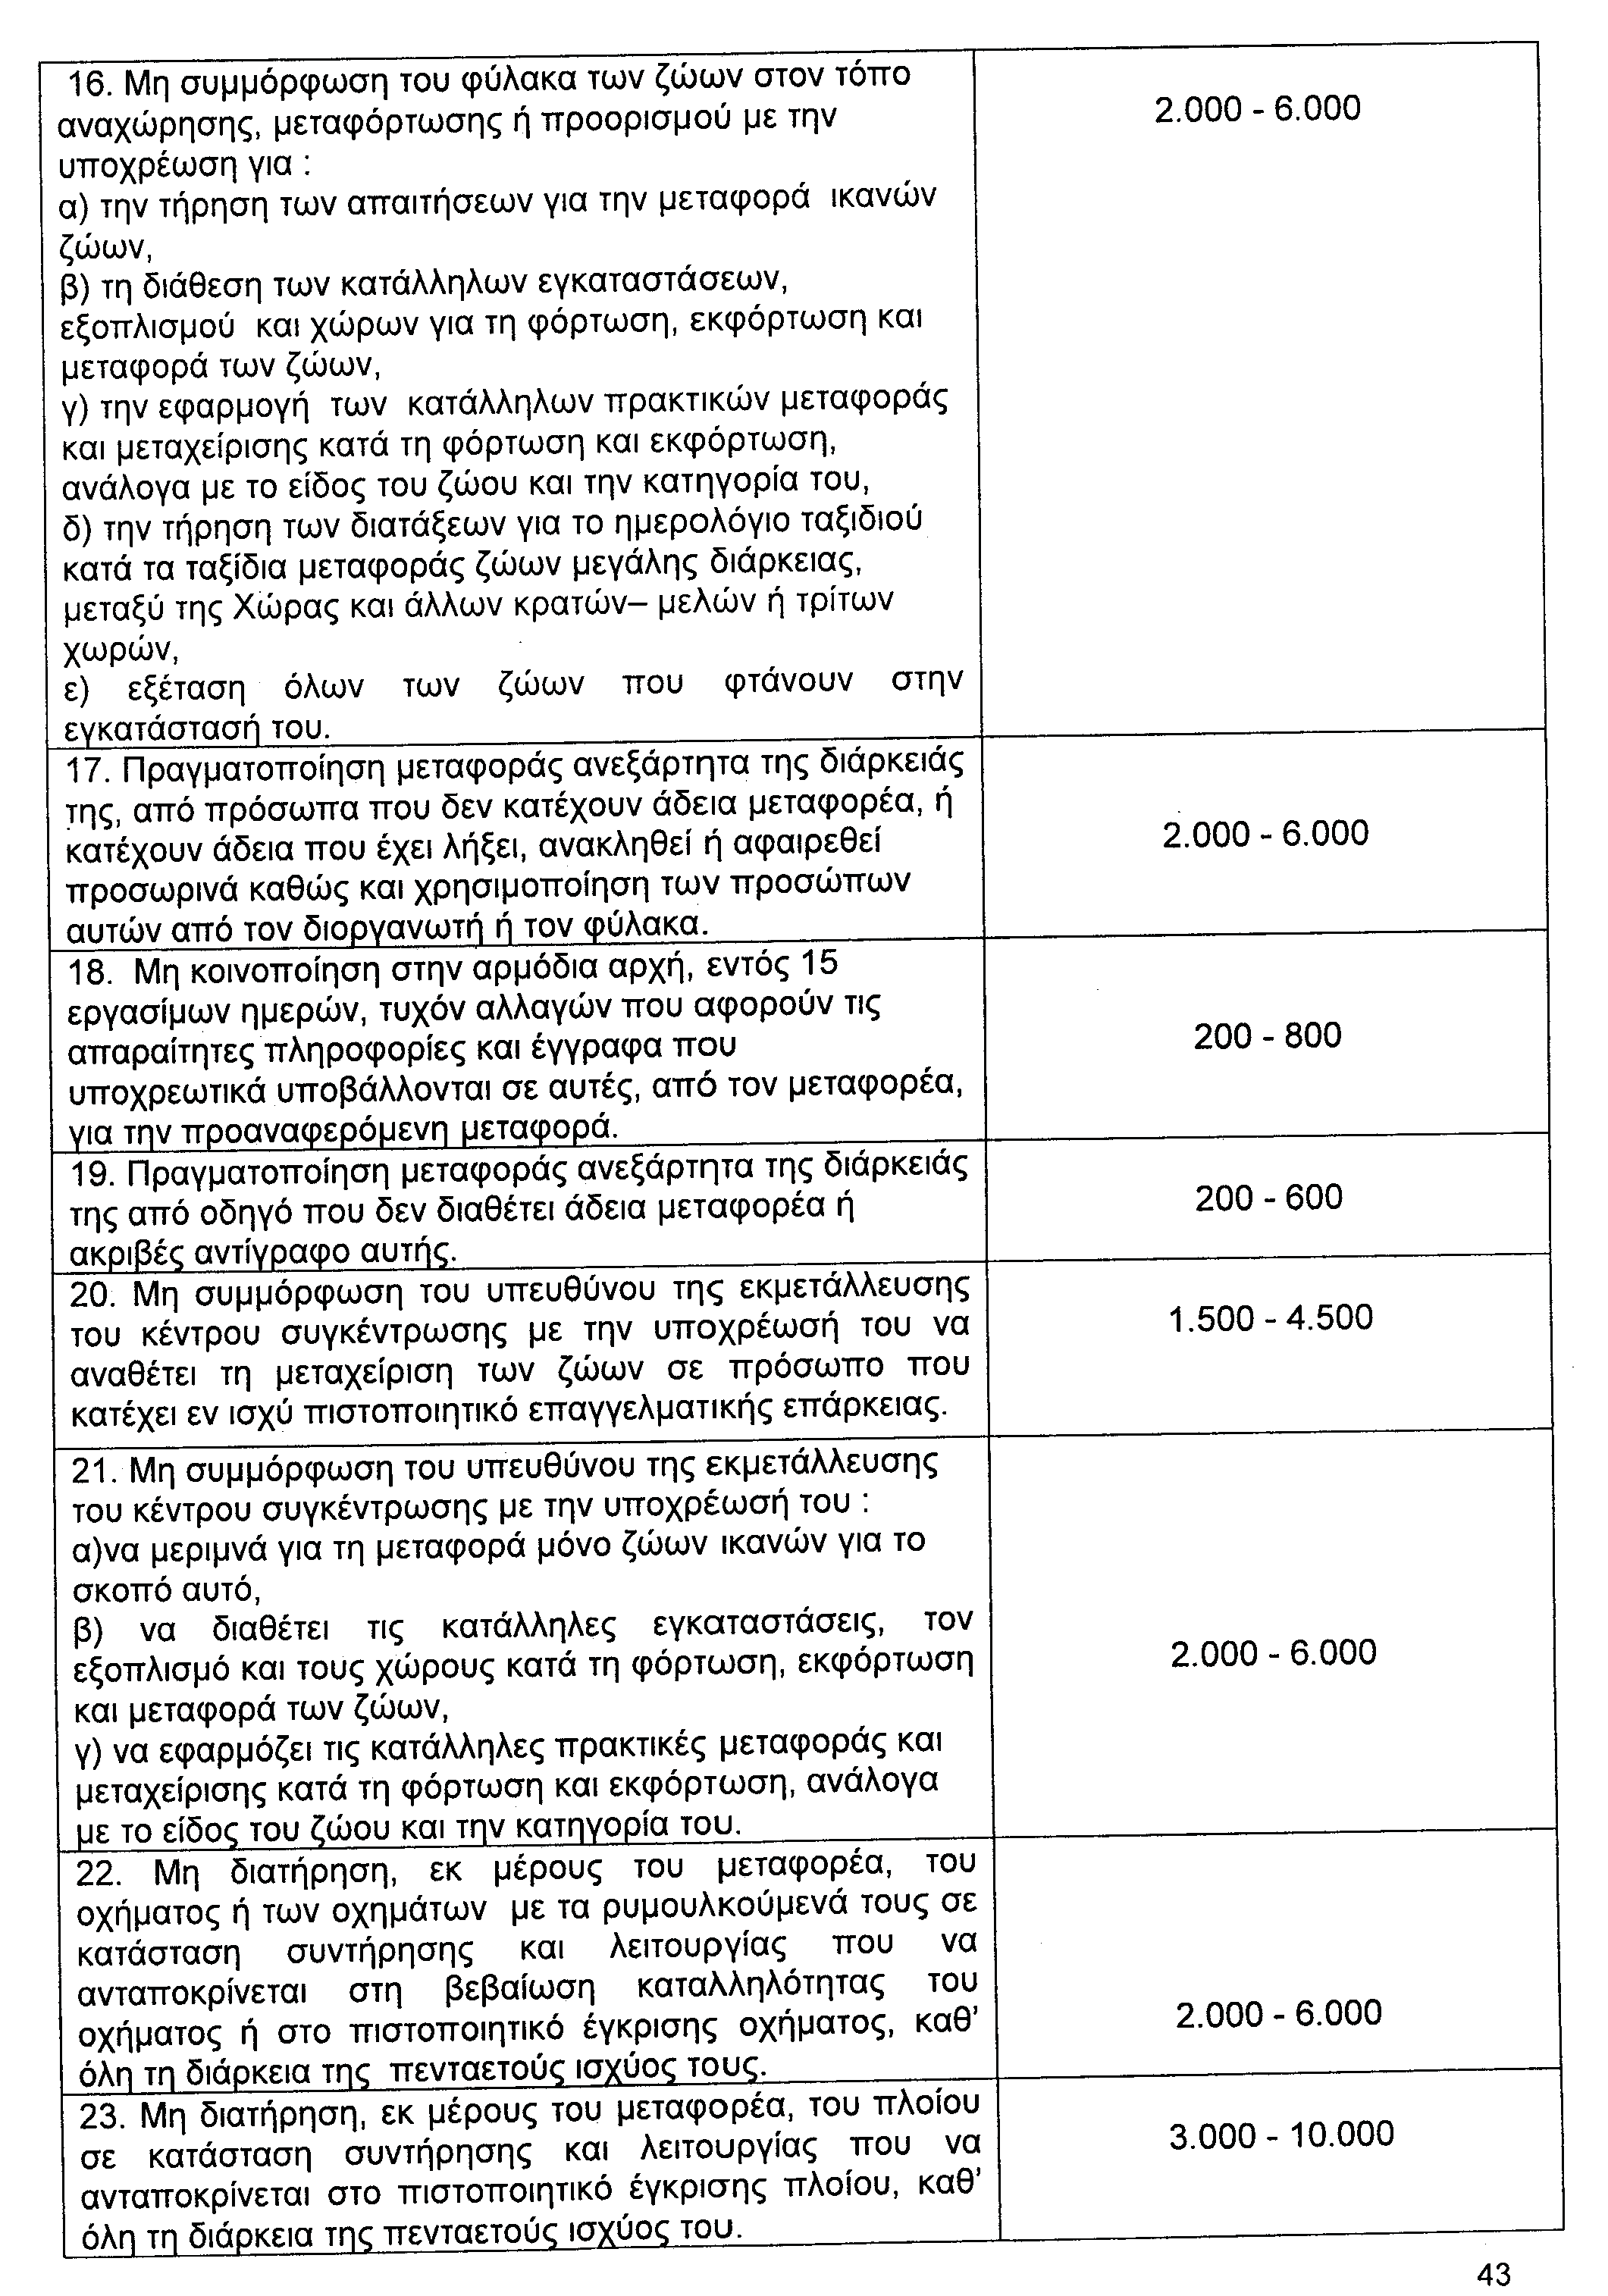 16. Μη συμμόρφωση του φύλακα των ζώων στον τόπο
αναχώρησης, μεταφόρτωσης ή προορισμού με την
υποχρέωση για :
α) την τήρηση των απαιτήσεων για την μεταφορά ικανών
ζώων,
β) τη διάθεση των κατάλληλων εγκαταστάσεων,
εξοπλισμού και χώρων για τη φόρτωση, εκφόρτωση και
μεταφορά των ζώων,
γ) την εφαρμογή των κατάλληλων πρακτικών μεταφοράς
και μεταχείρισης κατά τη φόρτωση και εκφόρτωση,
ανάλογα με το είδος του ζώου και την κατηγορία του,
δ) την τήρηση των διατάξεων για το ημερολόγιο ταξιδιού
κατά τα ταξίδια μεταφοράς ζώων μεγάλης διάρκειας,
μεταξύ της Χώρας και άλλων κρατών– μελών ή τρίτων
χωρών,
ε) εξέταση όλων των ζώων που φτάνουν στην
εγκατάστασή του.
2.000 - 6.000
17. Πραγματοποίηση μεταφοράς ανεξάρτητα της διάρκειάς
της, από πρόσωπα που δεν κατέχουν άδεια μεταφορέα, ή
κατέχουν άδεια που έχει λήξει, ανακληθεί ή αφαιρεθεί
προσωρινά καθώς και χρησιμοποίηση των προσώπων
αυτών από τον διοργανωτή ή τον φύλακα.
2.000 - 6.000
18. Μη κοινοποίηση στην αρμόδια αρχή, εντός 15
εργασίμων ημερών, τυχόν αλλαγών που αφορούν τις
απαραίτητες πληροφορίες και έγγραφα που
υποχρεωτικά υποβάλλονται σε αυτές, από τον μεταφορέα,
για την προαναφερόμενη μεταφορά.
200 - 800
19. Πραγματοποίηση μεταφοράς ανεξάρτητα της διάρκειάς
της από οδηγό που δεν διαθέτει άδεια μεταφορέα ή
ακριβές αντίγραφο αυτής.
200 - 600
20. Μη συμμόρφωση του υπευθύνου της εκμετάλλευσης
του κέντρου συγκέντρωσης με την υποχρέωσή του να
αναθέτει τη μεταχείριση των ζώων σε πρόσωπο που
κατέχει εν ισχύ πιστοποιητικό επαγγελματικής επάρκειας.
1.500 - 4.500
21. Μη συμμόρφωση του υπευθύνου της εκμετάλλευσης
του κέντρου συγκέντρωσης με την υποχρέωσή του :
α)να μεριμνά για τη μεταφορά μόνο ζώων ικανών για το
σκοπό αυτό,
β) να διαθέτει τις κατάλληλες εγκαταστάσεις, τον
εξοπλισμό και τους χώρους κατά τη φόρτωση, εκφόρτωση
και μεταφορά των ζώων,
γ) να εφαρμόζει τις κατάλληλες πρακτικές μεταφοράς και
μεταχείρισης κατά τη φόρτωση και εκφόρτωση, ανάλογα
με το είδος του ζώου και την κατηγορία του.
2.000 - 6.000
22. Μη διατήρηση, εκ μέρους του μεταφορέα, του
οχήματος ή των οχημάτων με τα ρυμουλκούμενά τους σε
κατάσταση συντήρησης και λειτουργίας που να
ανταποκρίνεται στη βεβαίωση καταλληλότητας του
οχήματος ή στο πιστοποιητικό έγκρισης οχήματος, καθ’
όλη τη διάρκεια της πενταετούς ισχύος τους.
2.000 - 6.000
23. Μη διατήρηση, εκ μέρους του μεταφορέα, του πλοίου
σε κατάσταση συντήρησης και λειτουργίας που να
ανταποκρίνεται στο πιστοποιητικό έγκρισης πλοίου, καθ’
όλη τη διάρκεια της πενταετούς ισχύος του.
3.000 - 10.000
43